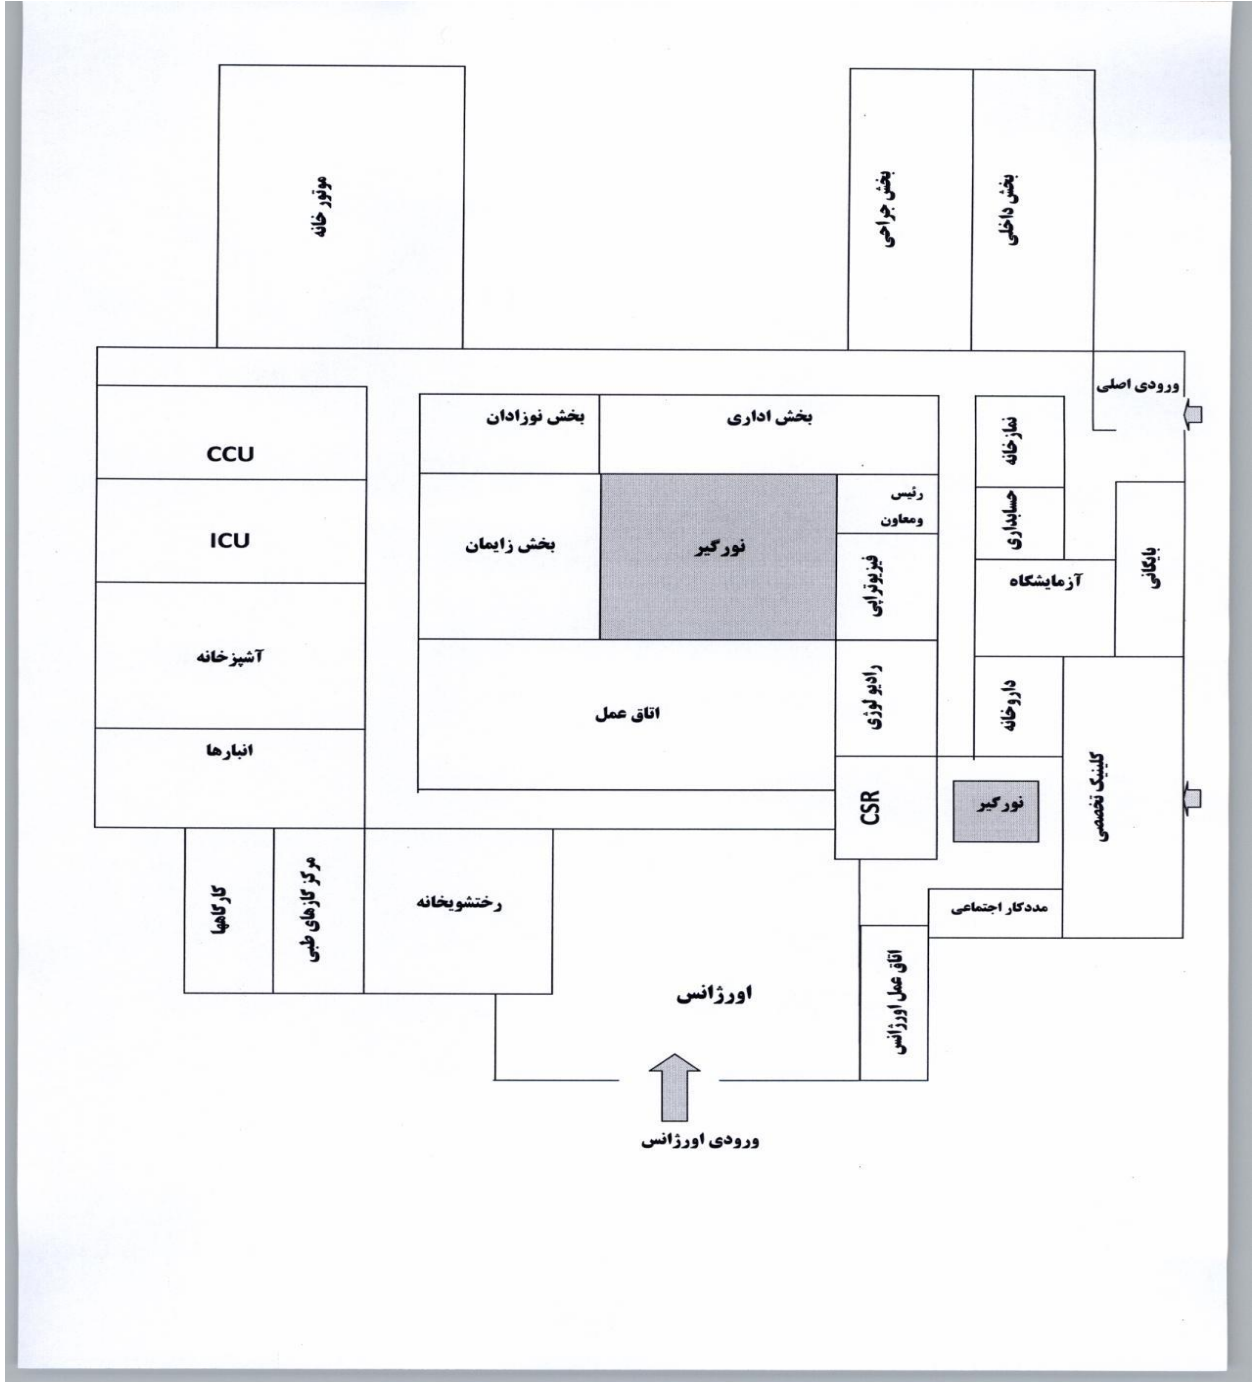 موتور خانه
بخش جراحی
بخش داخلی
ورودی اصلی
CCU
بخش نوزادان
بخش اداری
نمازخانه
ICU
بخش زایمان
نورگیر
رئیس
ومعاون
حسابداری
فیزیوتراپی
آزمایشگاه
بایگانی
آشپزخانه
اتاق عمل
رادیو لوژی
داروخانه
انبارها
CSR
نورگیر
کلینیک تخصصی
کارگاهها
مرکز گازهای طبی
رختشویخانه
مددکار اجتماعی
اورژانس
اتاق عمل اورژانس
ورودی اورژانس